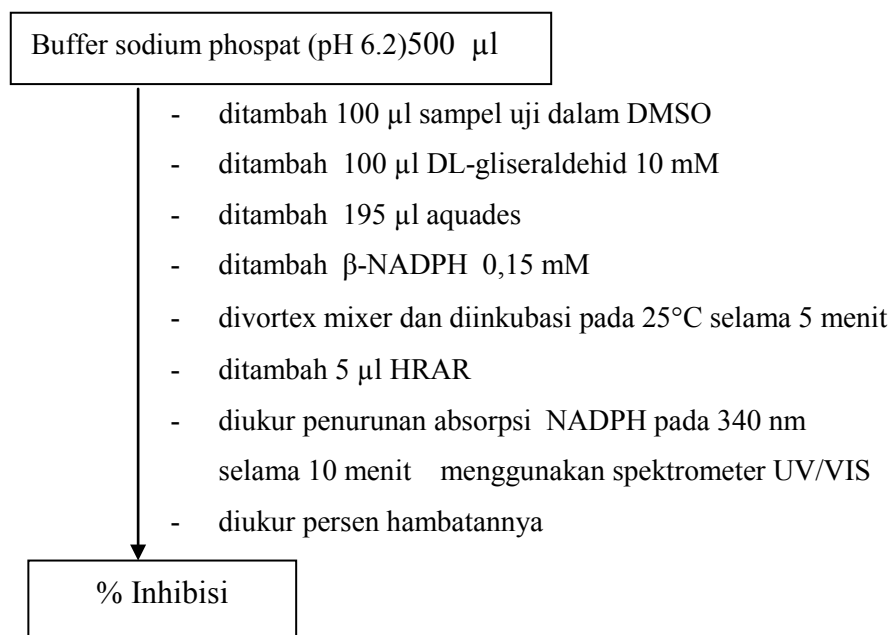 Buffer sodium phospat (pH 6.2)500 µl
- ditambah 100 µl sampel uji dalam DMSO
- ditambah 100 µl DL-gliseraldehid 10 mM
- ditambah 195 µl aquades
- ditambah β-NADPH 0,15 mM
- divortex mixer dan diinkubasi pada 25°C selama 5 menit
- ditambah 5 µl HRAR
- diukur penurunan absorpsi NADPH pada 340 nm
selama 10 menit menggunakan spektrometer UV/VIS
- diukur persen hambatannya
% Inhibisi